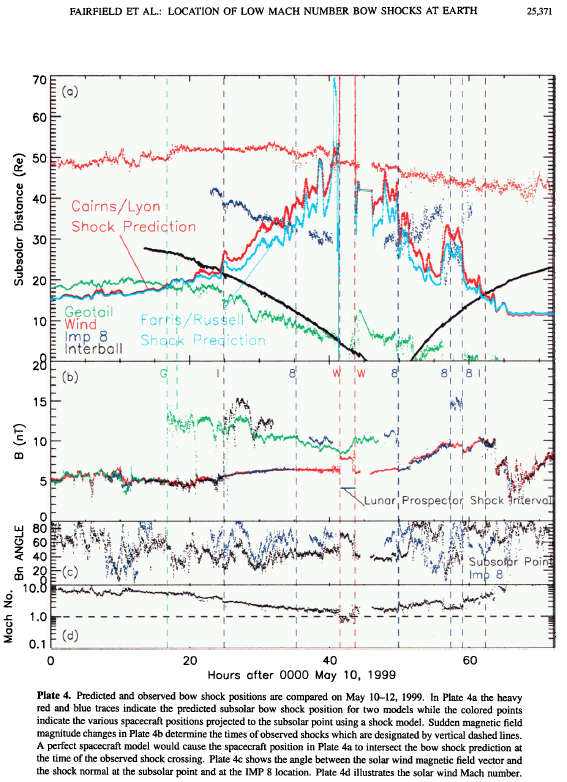 FAIRFIELD ET AL.: LOCATION OF LOW MACH NUMBER BOW SHOCKS AT EARTH 25,371
70
60
50
40
30
20
10
0
Subsolar Distance (Re)
(a)
Cairns/Lyon
Shock Prediction
Geotail
Wind
Imp 8
Interball
Farris/Russell
Shock Prediction
20
15
10
5
0
B (nT)
(b)
G I 8 W W 8 8 8 I
Lunar Prospector Shock Interval
80
60
40
20
0
Bn ANGLE
(c)
Subsolar Point
Imp 8
10.0
1.0
0.1
Mach No.
(d)
0 20 40 60
Hours after 0000 May 10, 1999
Plate 4. Predicted and observed bow shock positions are compared on May 10–12, 1999. In Plate 4a the heavy
red and blue traces indicate the predicted subsolar bow shock position for two models while the colored points
indicate the various spacecraft positions projected to the subsolar point using a shock model. Sudden magnetic field
magnitude changes in Plate 4b determine the times of observed shocks which are designated by vertical dashed lines.
A perfect spacecraft model would cause the spacecraft position in Plate 4a to intersect the bow shock prediction at
the time of the observed shock crossing. Plate 4c shows the angle between the solar wind magnetic field vector and
the shock normal at the subsolar point and at the IMP 8 location. Plate 4d illustrates the solar wind Mach number.